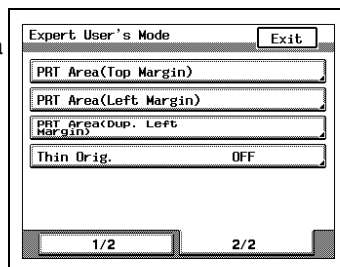 Expert User's Mode
Exit
PRT Area(Top Margin)
PRT Area(Left Margin)
PRT Area(Dup. Left
Margin)
Thin Orig. OFF
1/2 2/2